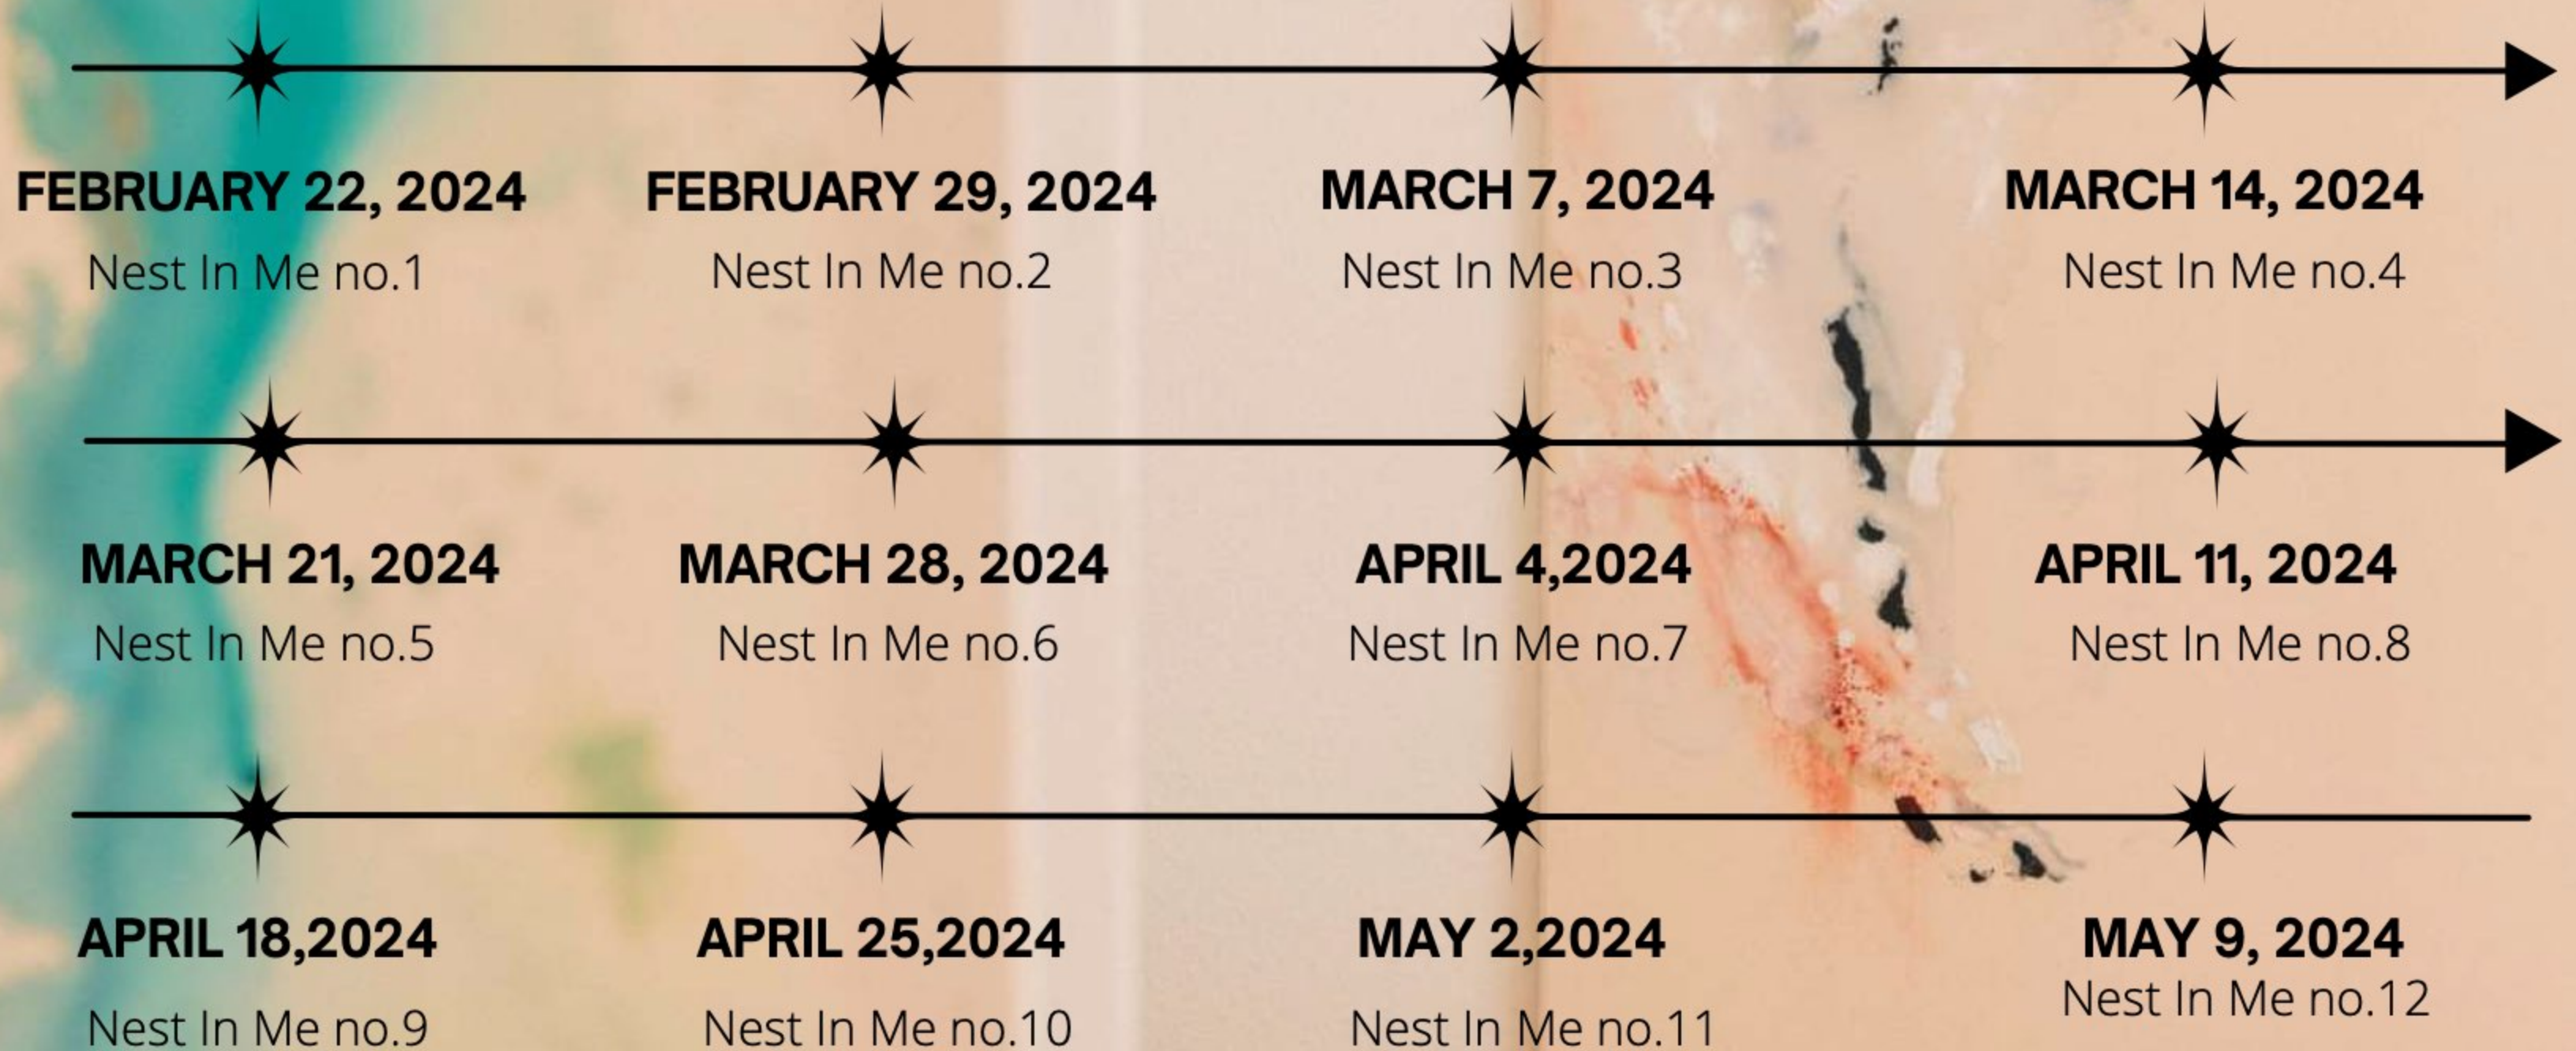 FEBRUARY 22, 2024
Nest In Me no.1
FEBRUARY 29, 2024
Nest In Me no.2
MARCH 7, 2024
Nest In Me no.3
MARCH 14, 2024
Nest In Me no.4
MARCH 21, 2024
Nest In Me no.5
MARCH 28, 2024
Nest In Me no.6
APRIL 4,2024
Nest In Me no.7
APRIL 11, 2024
Nest In Me no.8
APRIL 18,2024
Nest In Me no.9
APRIL 25,2024
Nest In Me no.10
MAY 2,2024
Nest In Me no.11
MAY 9, 2024
Nest In Me no.12